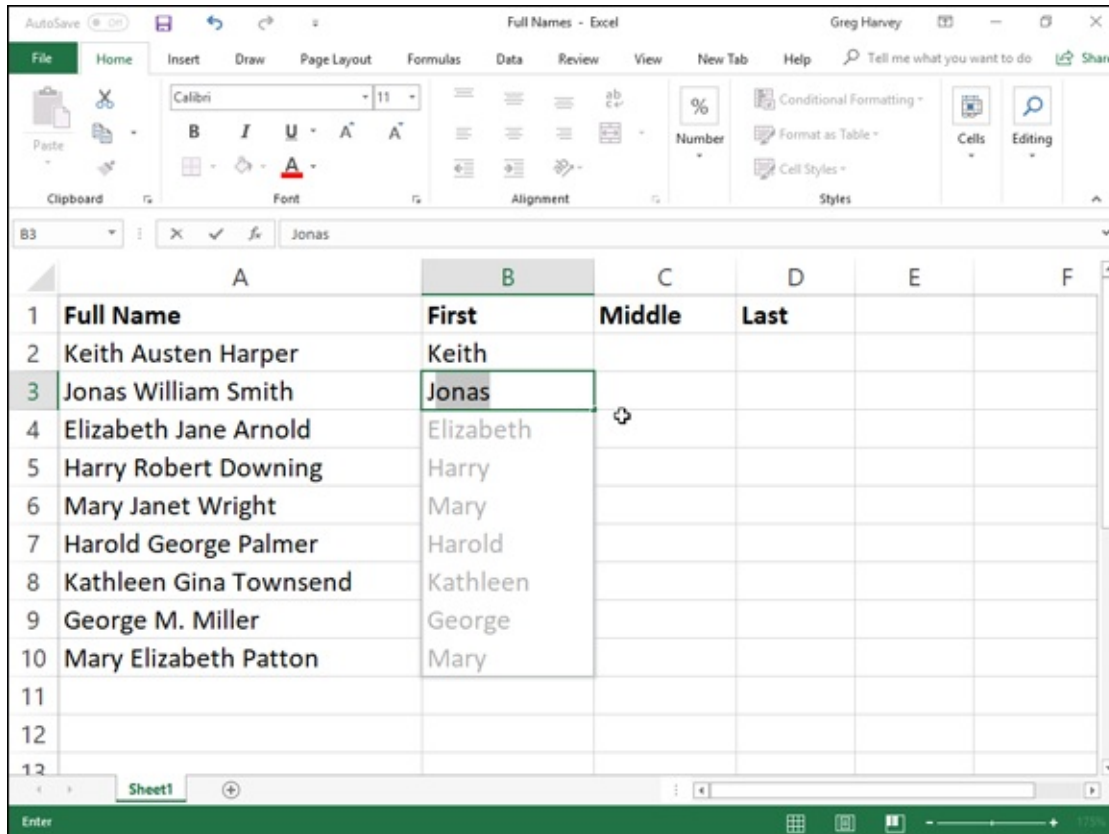 AutoSave Off Full Names - Excel Greg Harvey
File Home Insert Draw Page Layout Formulas Data Review View New Tab Help Tell me what you want to do Shar
Calibri 11 ab % Conditional Formatting
Paste B I U A A Number Format as Table Cells Editing
A Cell Styles
Clipboard Font Alignment Styles
B3 fx Jonas
A B C D E F
1 Full Name First Middle Last
2 Keith Austen Harper Keith
3 Jonas William Smith Jonas
4 Elizabeth Jane Arnold Elizabeth
5 Harry Robert Downing Harry
6 Mary Janet Wright Mary
7 Harold George Palmer Harold
8 Kathleen Gina Townsend Kathleen
9 George M. Miller George
10 Mary Elizabeth Patton Mary
11
12
13
Sheet1
Enter 175%